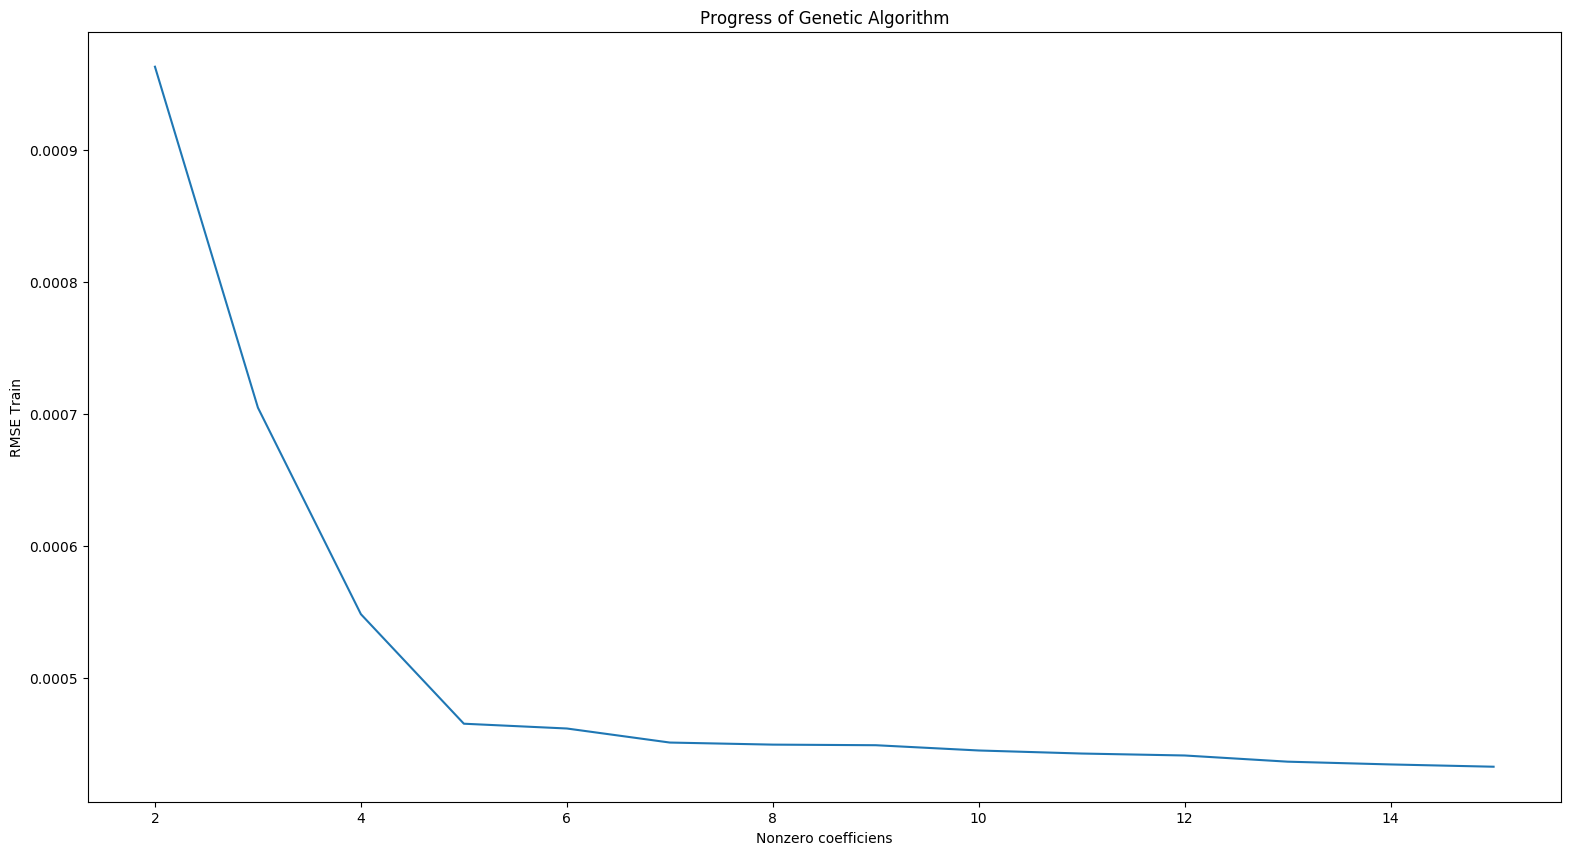 Progress of Genetic Algorithm
0.0009
0.0008
0.0007
0.0006
0.0005
RMSE Train
2 4 6 8 10 12 14
Nonzero coefficiens